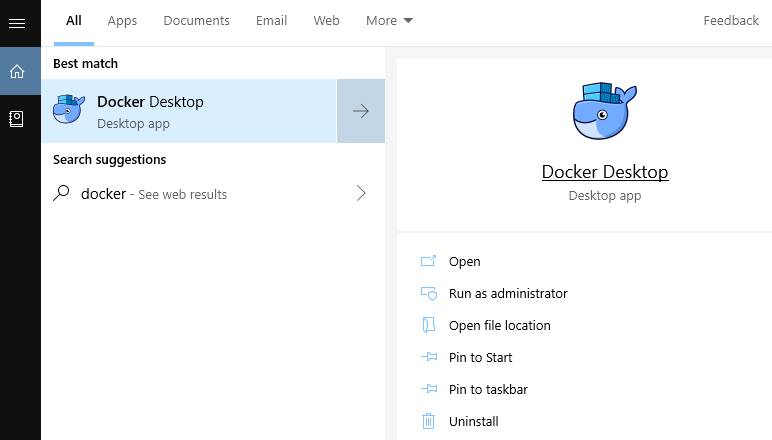 All Apps Documents Email Web More Feedback
Best match
Docker Desktop
Desktop app
Search suggestions
docker - See web results
Docker Desktop
Desktop app
Open
Run as administrator
Open file location
Pin to Start
Pin to taskbar
Uninstall